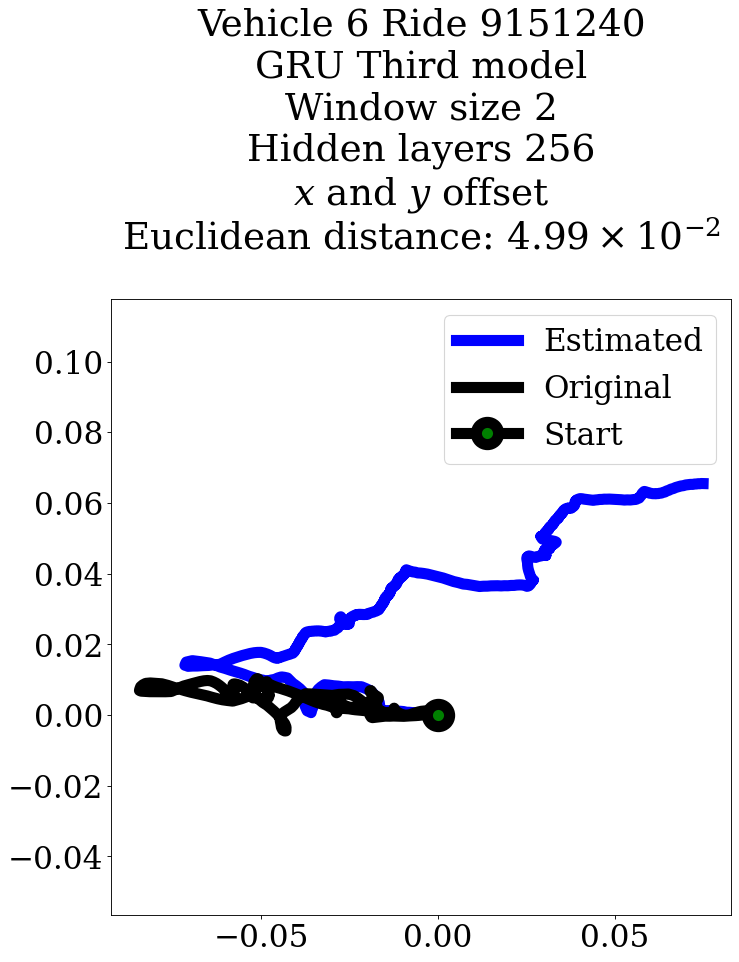 Vehicle 6 Ride 9151240
GRU Third model
Window size 2
Hidden layers 256
x and y offset
Euclidean distance: 4.99 × 10⁻²
Estimated
Original
Start
0.10
0.08
0.06
0.04
0.02
0.00
−0.02
−0.04
−0.05 0.00 0.05